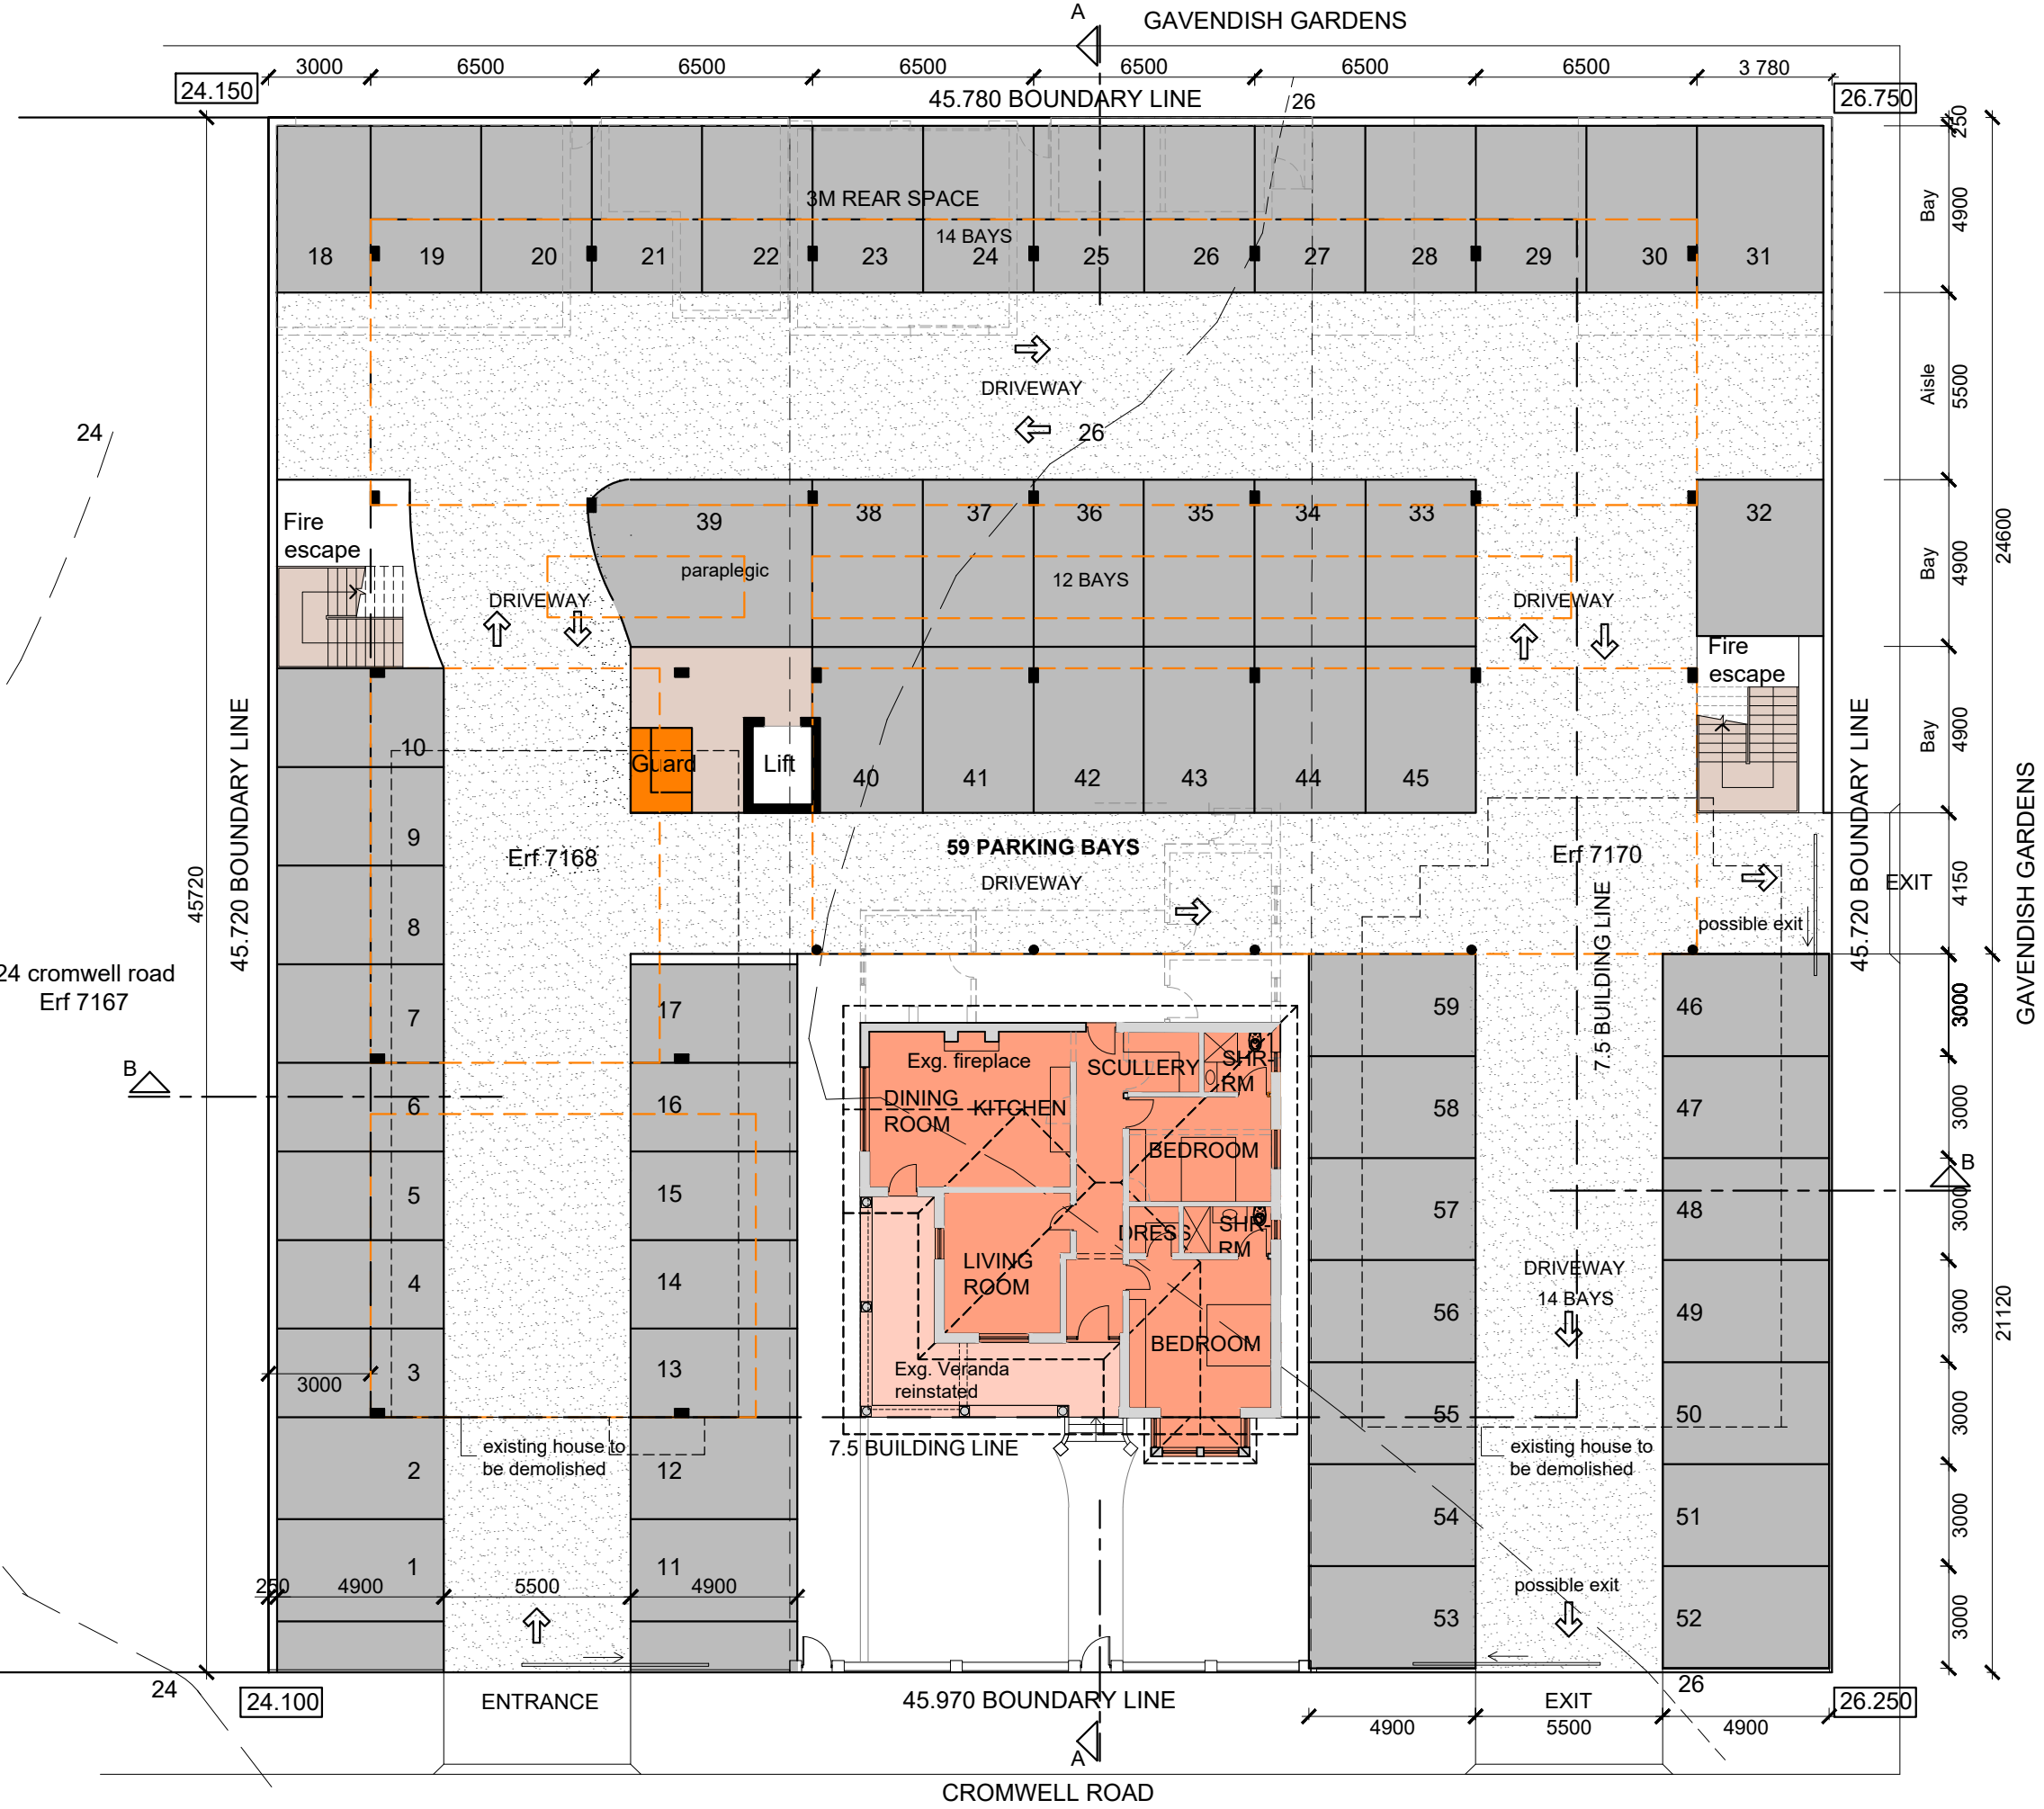 A
GAVENDISH GARDENS
3000
6500
6500
6500
6500
6500
6500
3 780
24.150
45.780 BOUNDARY LINE
26
26.750
250
3M REAR SPACE
14 BAYS
Bay
4900
18
19
20
21
22
23
24
25
26
27
28
29
30
31
DRIVEWAY
Aisle
5500
24
26
Fire
escape
39
38
37
36
35
34
33
32
paraplegic
12 BAYS
DRIVEWAY
DRIVEWAY
Bay
4900
24600
Fire
escape
10
Guard
Lift
40
41
42
43
44
45
Bay
4900
45.720 BOUNDARY LINE
45.720 BOUNDARY LINE
GAVENDISH GARDENS
9
Erf 7168
59 PARKING BAYS
DRIVEWAY
Erf 7170
EXIT
4150
possible exit
45720
8
7.5 BUILDING LINE
24 cromwell road
Erf 7167
7
17
59
46
3000
B
6
16
Exg. fireplace
DINING
ROOM
KITCHEN
SCULLERY
SHR-
RM
58
47
3000
5
15
BEDROOM
57
48
3000
B
DRESS
SHR-
RM
4
14
LIVING
ROOM
56
DRIVEWAY
14 BAYS
49
3000
21120
3
3000
13
Exg. Veranda
reinstated
BEDROOM
55
50
3000
2
existing house to
be demolished
12
7.5 BUILDING LINE
existing house to
be demolished
54
51
3000
1
11
250
4900
5500
4900
possible exit
53
52
3000
24
24.100
ENTRANCE
45.970 BOUNDARY LINE
EXIT
26
26.250
4900
5500
4900
A
CROMWELL ROAD